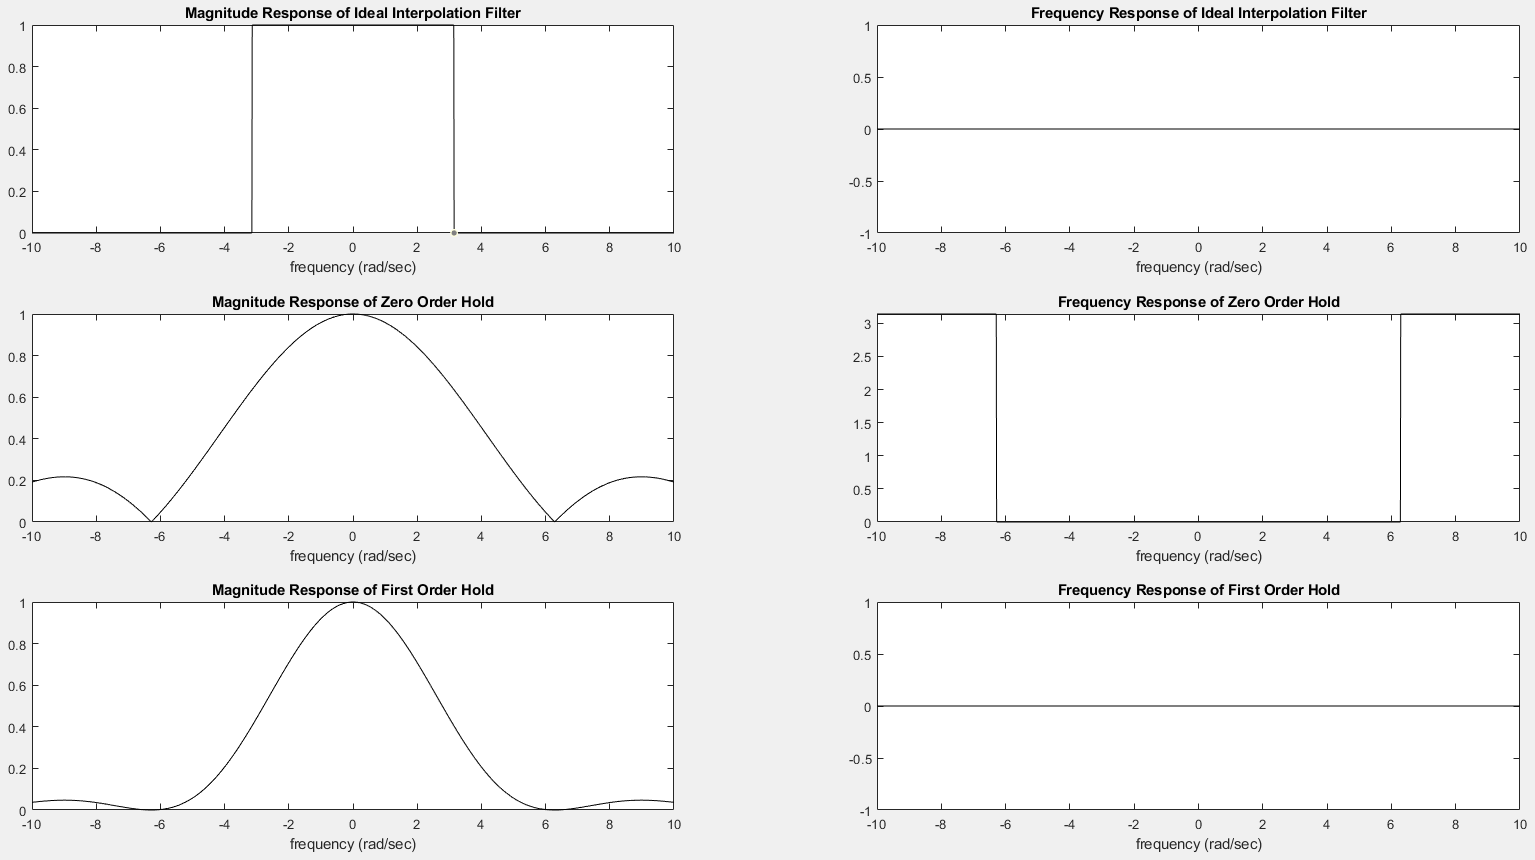 Magnitude Response of Ideal Interpolation Filter
1
0.8
0.6
0.4
0.2
0
-10 -8 -6 -4 -2 0 2 4 6 8 10
frequency (rad/sec)
Frequency Response of Ideal Interpolation Filter
1
0.5
0
-0.5
-1
-10 -8 -6 -4 -2 0 2 4 6 8 10
frequency (rad/sec)
Magnitude Response of Zero Order Hold
1
0.8
0.6
0.4
0.2
0
-10 -8 -6 -4 -2 0 2 4 6 8 10
frequency (rad/sec)
Frequency Response of Zero Order Hold
3
2.5
2
1.5
1
0.5
0
-10 -8 -6 -4 -2 0 2 4 6 8 10
frequency (rad/sec)
Magnitude Response of First Order Hold
1
0.8
0.6
0.4
0.2
0
-10 -8 -6 -4 -2 0 2 4 6 8 10
frequency (rad/sec)
Frequency Response of First Order Hold
1
0.5
0
-0.5
-1
-10 -8 -6 -4 -2 0 2 4 6 8 10
frequency (rad/sec)